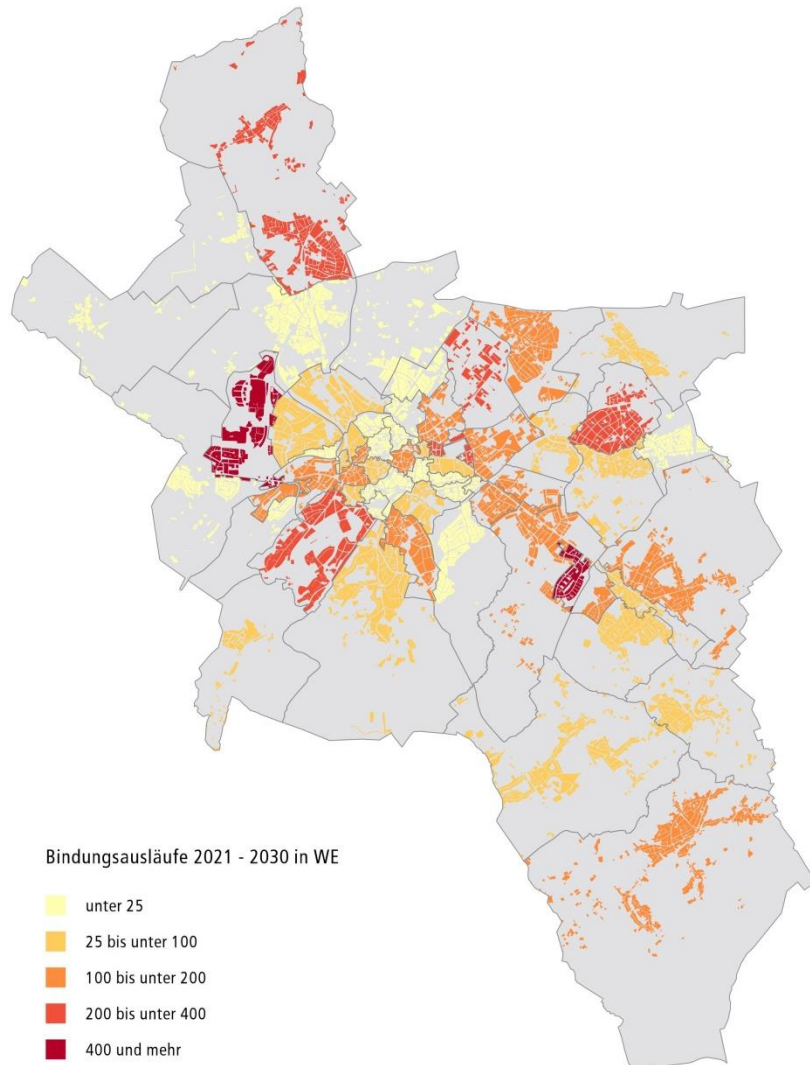 Bindungsausläufe 2021 - 2030 in WE
unter 25
25 bis unter 100
100 bis unter 200
200 bis unter 400
400 und mehr